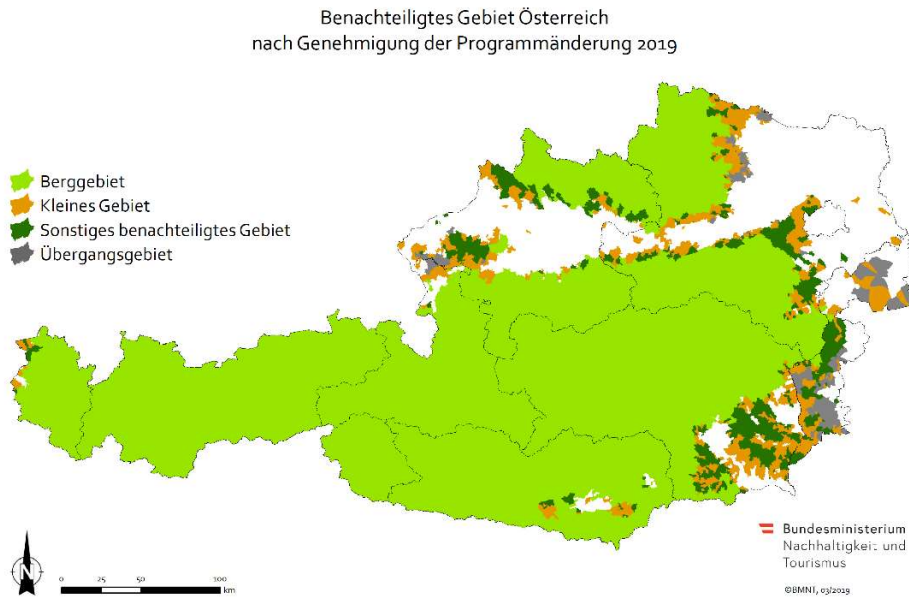 Benachteiligtes Gebiet Österreich
nach Genehmigung der Programmänderung 2019
Berggebiet
Kleines Gebiet
Sonstiges benachteiligtes Gebiet
Übergangsgebiet
N
0 25 50 100
km
Bundesministerium
Nachhaltigkeit und
Tourismus
©BMNT, 03/2019